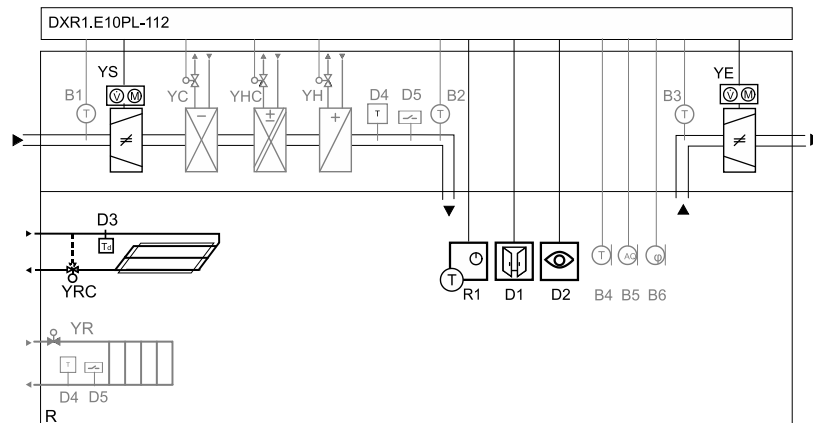 DXR1.E10PL-112
YS
YE
B1
V M
YC
YHC
YH
D4
D5
B2
B3
V M
T
T
T
T
D3
Td
YRC
T
R1
D1
D2
T
B4
AQ
B5
φ
B6
YR
T
D4 D5
R